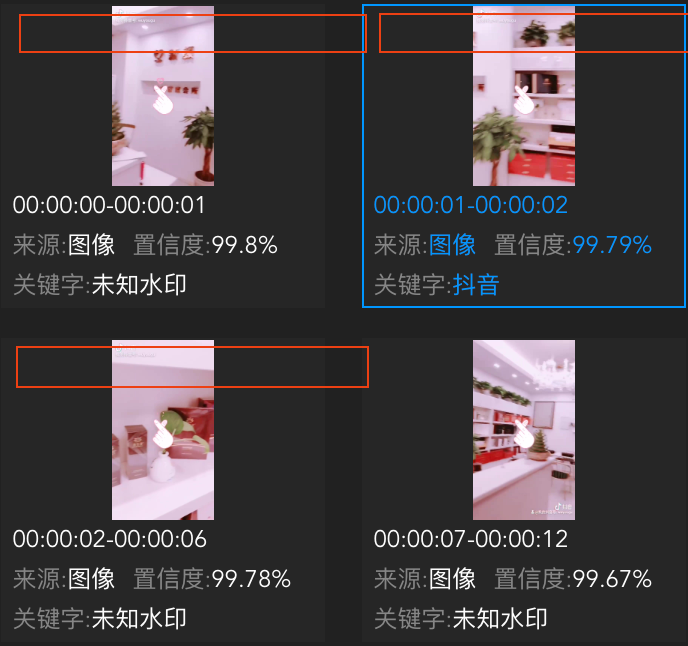 00:00:00-00:00:01
来源:图像 置信度:99.8%
关键字:未知水印
00:00:01-00:00:02
来源:图像 置信度:99.79%
关键字:抖音
00:00:02-00:00:06
来源:图像 置信度:99.78%
关键字:未知水印
00:00:07-00:00:12
来源:图像 置信度:99.67%
关键字:未知水印